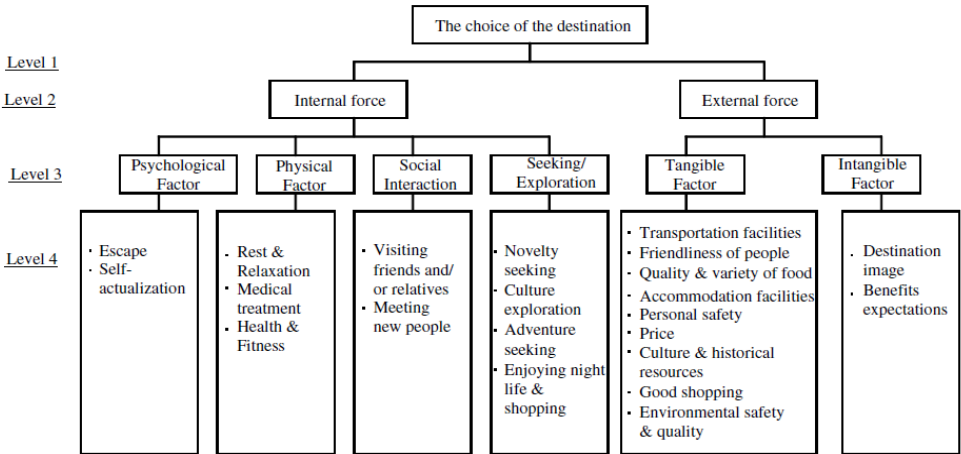 The choice of the destination
Level 1
Level 2
Internal force
External force
Level 3
Psychological
Factor
Physical
Factor
Social
Interaction
Seeking/
Exploration
Tangible
Factor
Intangible
Factor
Level 4
· Escape
· Self-
actualization
· Rest &
Relaxation
· Medical
treatment
· Health &
Fitness
· Visiting
friends and/
or relatives
· Meeting
new people
· Novelty
seeking
· Culture
exploration
· Adventure
seeking
· Enjoying night
life &
shopping
· Transportation facilities
· Friendliness of people
· Quality & variety of food
· Accommodation facilities
· Personal safety
· Price
· Culture & historical
resources
· Good shopping
· Environmental safety
& quality
· Destination
image
· Benefits
expectations